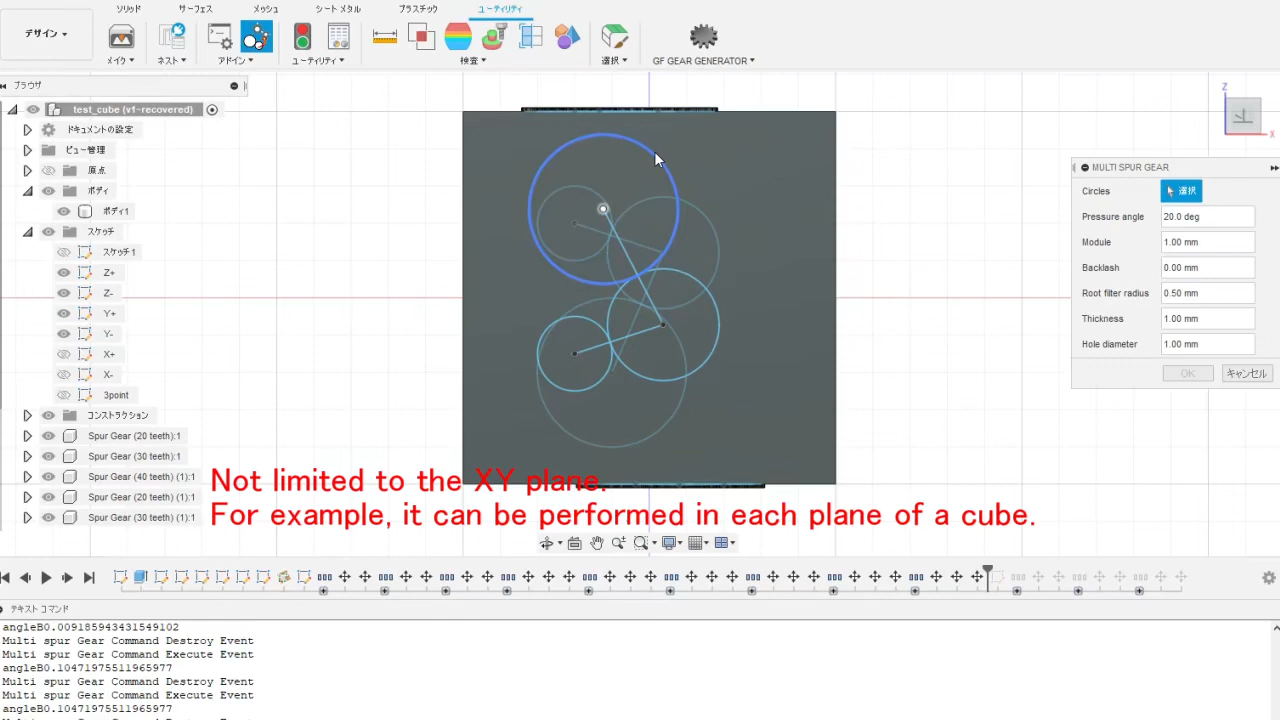 ソリッド サーフェス メッシュ シート メタル プラスチック ユーティリティ
デザイン
メイク ネスト アドイン ユーティリティ 検査 選択 GF GEAR GENERATOR
ブラウザ
test_cube (v1-recovered)
ドキュメントの設定
ビュー管理
原点
ボディ
ボディ1
スケッチ
スケッチ1
Z+
Z-
Y+
Y-
X+
X-
3point
コンストラクション
Spur Gear (20 teeth):1
Spur Gear (30 teeth):1
Spur Gear (40 teeth) (1):1
Spur Gear (20 teeth) (1):1
Spur Gear (30 teeth) (1):1
Z
X
MULTI SPUR GEAR
Circles 選択
Pressure angle 20.0 deg
Module 1.00 mm
Backlash 0.00 mm
Root filter radius 0.50 mm
Thickness 1.00 mm
Hole diameter 1.00 mm
OK キャンセル
Not limited to the XY plane.
For example, it can be performed in each plane of a cube.
テキスト コマンド
angleB0.009185943431549102
Multi spur Gear Command Destroy Event
Multi spur Gear Command Execute Event
angleB0.10471975511965977
Multi spur Gear Command Destroy Event
Multi spur Gear Command Execute Event
angleB0.10471975511965977